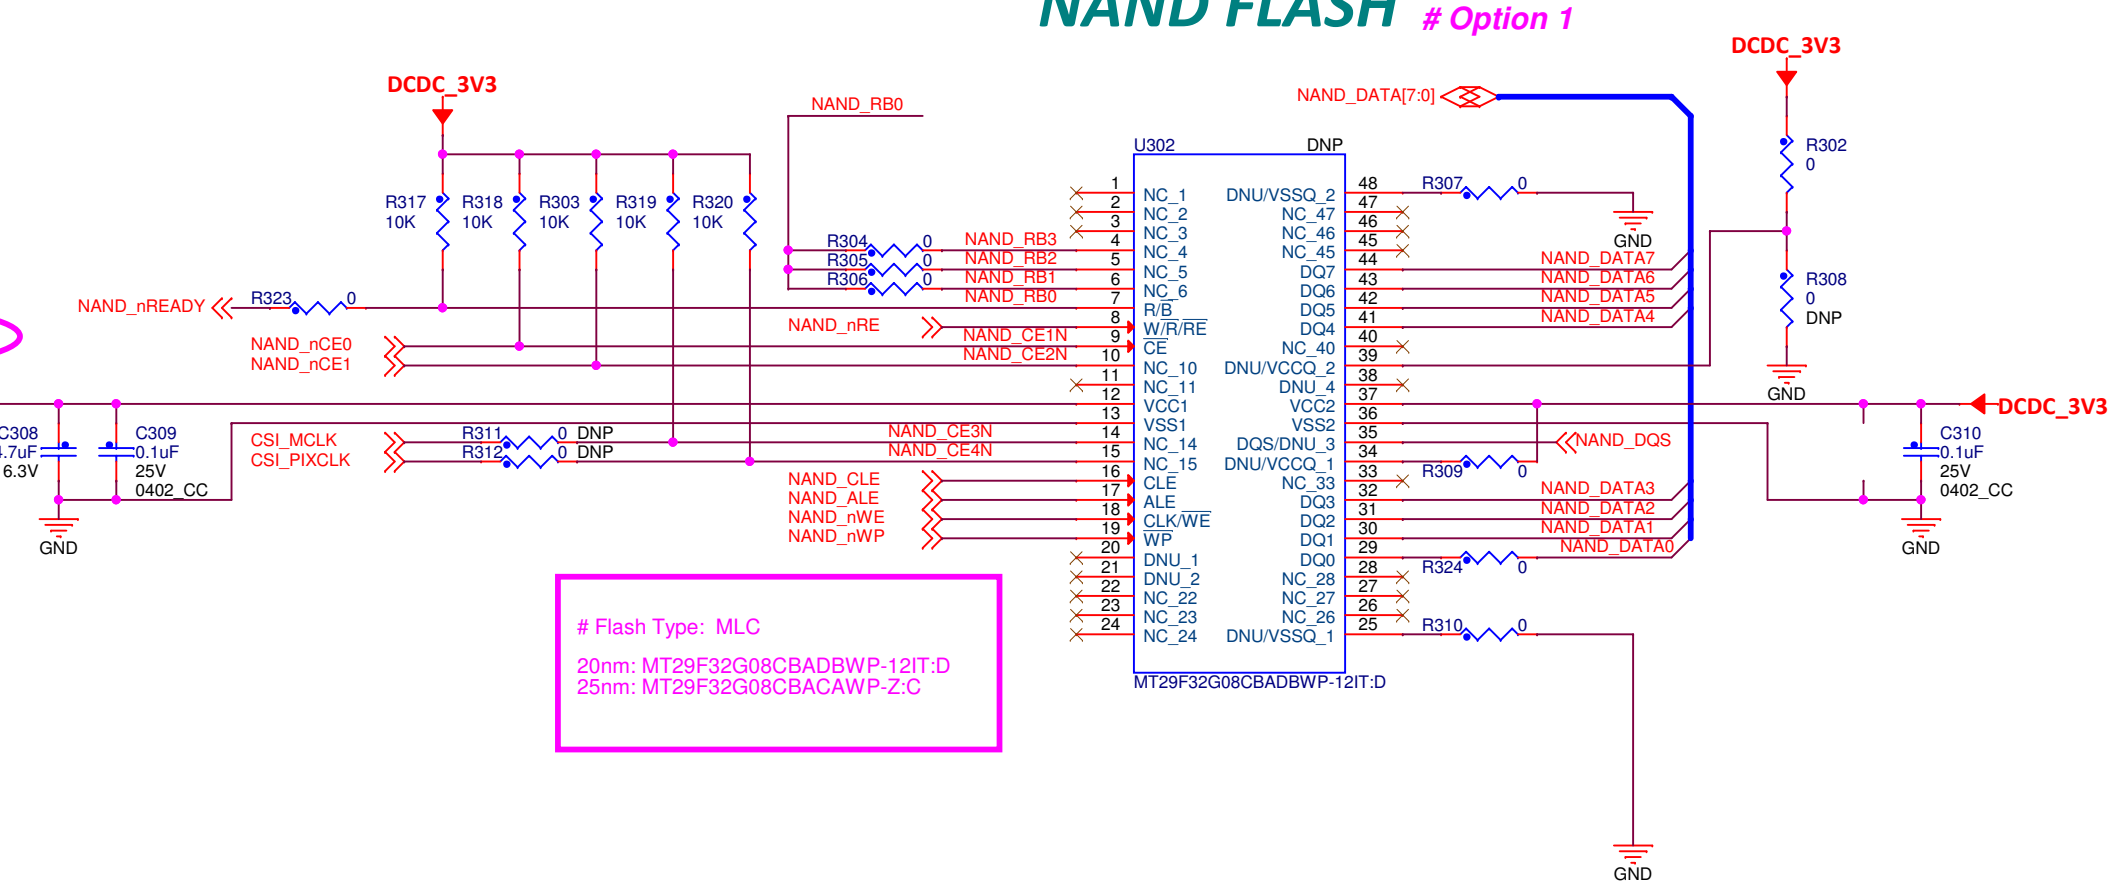 NAND FLASH # Option 1
DCDC_3V3
DCDC_3V3
NAND_RB0
NAND_DATA[7:0]
R317
10K
R318
10K
R303
10K
R319
10K
R320
10K
R302
0
R308
0
DNP
GND
U302 DNP
R304 0 NAND_RB3
R305 0 NAND_RB2
R306 0 NAND_RB1
NAND_RB0
NAND_nREADY R323 0
NAND_nRE
NAND_nCE0 NAND_CE1N
NAND_nCE1 NAND_CE2N
C308
4.7uF
6.3V
C309
0.1uF
25V
0402_CC
GND
CSI_MCLK R311 0 DNP NAND_CE3N
CSI_PIXCLK R312 0 DNP NAND_CE4N
NAND_CLE
NAND_ALE
NAND_nWE
NAND_nWP
1 NC_1
2 NC_2
3 NC_3
4 NC_4
5 NC_5
6 NC_6
7 R/B
8 W/R/RE
9 CE
10 NC_10
11 NC_11
12 VCC1
13 VSS1
14 NC_14
15 NC_15
16 CLE
17 ALE
18 CLK/WE
19 WP
20 DNU_1
21 DNU_2
22 NC_22
23 NC_23
24 NC_24
DNU/VSSQ_2 48 R307 0
GND
NC_47 47
NC_46 46
NC_45 45
DQ7 44 NAND_DATA7
DQ6 43 NAND_DATA6
DQ5 42 NAND_DATA5
DQ4 41 NAND_DATA4
NC_40 40
DNU/VCCQ_2 39
DNU_4 38
VCC2 37 DCDC_3V3
VSS2 36
DQS/DNU_3 35 NAND_DQS
DNU/VCCQ_1 34 R309 0
NC_33 33
DQ3 32 NAND_DATA3
DQ2 31 NAND_DATA2
DQ1 30 NAND_DATA1
DQ0 29 R324 0 NAND_DATA0
NC_28 28
NC_27 27
NC_26 26
DNU/VSSQ_1 25 R310 0
MT29F32G08CBADBWP-12IT:D
C310
0.1uF
25V
0402_CC
GND
# Flash Type: MLC
20nm: MT29F32G08CBADBWP-12IT:D
25nm: MT29F32G08CBACAWP-Z:C
GND